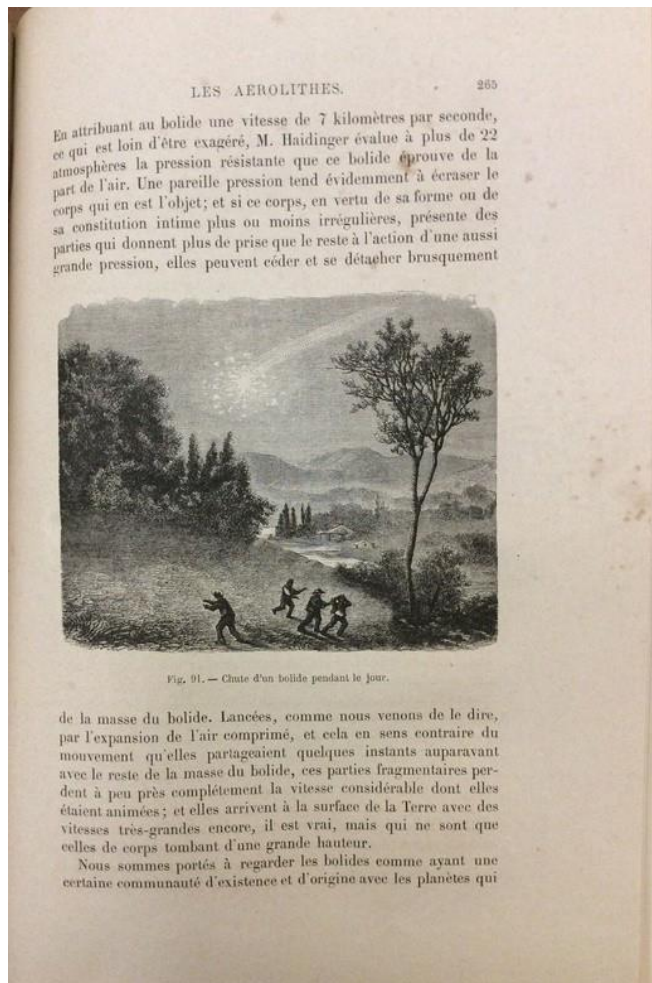 LES AÉROLITHES.
265
En attribuant au bolide une vitesse de 7 kilomètres par seconde,
ce qui est loin d'être exagéré, M. Haidinger évalue à plus de 22
atmosphères la pression résistante que ce bolide éprouve de la
part de l'air. Une pareille pression tend évidemment à écraser le
corps qui en est l'objet; et si ce corps, en vertu de sa forme ou de
sa constitution intime plus ou moins irrégulières, présente des
parties qui donnent plus de prise que le reste à l'action d'une aussi
grande pression, elles peuvent céder et se détacher brusquement
Fig. 91. — Chute d'un bolide pendant le jour.
de la masse du bolide. Lancées, comme nous venons de le dire,
par l'expansion de l'air comprimé, et cela en sens contraire du
mouvement qu'elles partageaient quelques instants auparavant
avec le reste de la masse du bolide, ces parties fragmentaires per-
dent à peu près complétement la vitesse considérable dont elles
étaient animées; et elles arrivent à la surface de la Terre avec des
vitesses très-grandes encore, il est vrai, mais qui ne sont que
celles de corps tombant d'une grande hauteur.
Nous sommes portés à regarder les bolides comme ayant une
certaine communauté d'existence et d'origine avec les planètes qui